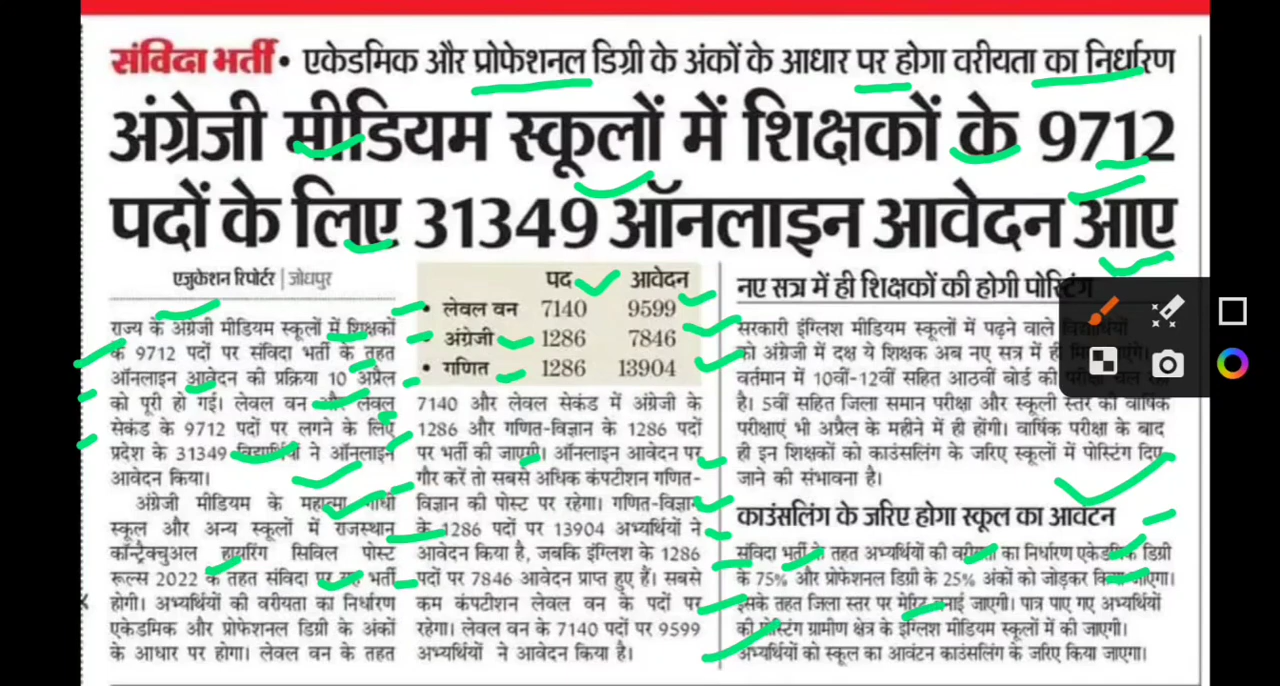 संविदा भर्ती • एकेडमिक और प्रोफेशनल डिग्री के अंकों के आधार पर होगा वरीयता का निर्धारण
अंग्रेजी मीडियम स्कूलों में शिक्षकों के 9712
पदों के लिए 31349 ऑनलाइन आवेदन आए
एजुकेशन रिपोर्टर | जोधपुर
राज्य के अंग्रेजी मीडियम स्कूलों में शिक्षकों
के 9712 पदों पर संविदा भर्ती के तहत
ऑनलाइन आवेदन की प्रक्रिया 10 अप्रैल
को पूरी हो गई। लेवल वन और लेवल
सेकंड के 9712 पदों पर लगने के लिए
प्रदेश के 31349 विद्यार्थियों ने ऑनलाइन
आवेदन किया।
अंग्रेजी मीडियम के महात्मा गांधी
स्कूल और अन्य स्कूलों में राजस्थान
कॉन्ट्रैक्चुअल हायरिंग सिविल पोस्ट
रूल्स 2022 के तहत संविदा पर यह भर्ती
होगी। अभ्यर्थियों की वरीयता का निर्धारण
एकेडमिक और प्रोफेशनल डिग्री के अंकों
के आधार पर होगा। लेवल वन के तहत
पद आवेदन
• लेवल वन 7140 9599
• अंग्रेजी 1286 7846
• गणित 1286 13904
7140 और लेवल सेकंड में अंग्रेजी के
1286 और गणित-विज्ञान के 1286 पदों
पर भर्ती की जाएगी। ऑनलाइन आवेदन पर
गौर करें तो सबसे अधिक कंपटीशन गणित-
विज्ञान की पोस्ट पर रहेगा। गणित-विज्ञान
के 1286 पदों पर 13904 अभ्यर्थियों ने
आवेदन किया है, जबकि इंग्लिश के 1286
पदों पर 7846 आवेदन प्राप्त हुए हैं। सबसे
कम कंपटीशन लेवल वन के पदों पर
रहेगा। लेवल वन के 7140 पदों पर 9599
अभ्यर्थियों ने आवेदन किया है।
नए सत्र में ही शिक्षकों की होगी पोस्टिंग
सरकारी इंग्लिश मीडियम स्कूलों में पढ़ने वाले विद्यार्थियों
को अंग्रेजी में दक्ष ये शिक्षक अब नए सत्र में ही मिल पाएंगे।
वर्तमान में 10वीं-12वीं सहित आठवीं बोर्ड की परीक्षा चल रही
है। 5वीं सहित जिला समान परीक्षा और स्कूली स्तर की वार्षिक
परीक्षाएं भी अप्रैल के महीने में ही होंगी। वार्षिक परीक्षा के बाद
ही इन शिक्षकों को काउंसलिंग के जरिए स्कूलों में पोस्टिंग दिए
जाने की संभावना है।
काउंसलिंग के जरिए होगा स्कूल का आवंटन
संविदा भर्ती के तहत अभ्यर्थियों की वरीयता का निर्धारण एकेडमिक डिग्री
के 75% और प्रोफेशनल डिग्री के 25% अंकों को जोड़कर किया जाएगा।
इसके तहत जिला स्तर पर मेरिट बनाई जाएगी। पात्र पाए गए अभ्यर्थियों
की पोस्टिंग ग्रामीण क्षेत्र के इंग्लिश मीडियम स्कूलों में की जाएगी।
अभ्यर्थियों को स्कूल का आवंटन काउंसलिंग के जरिए किया जाएगा।